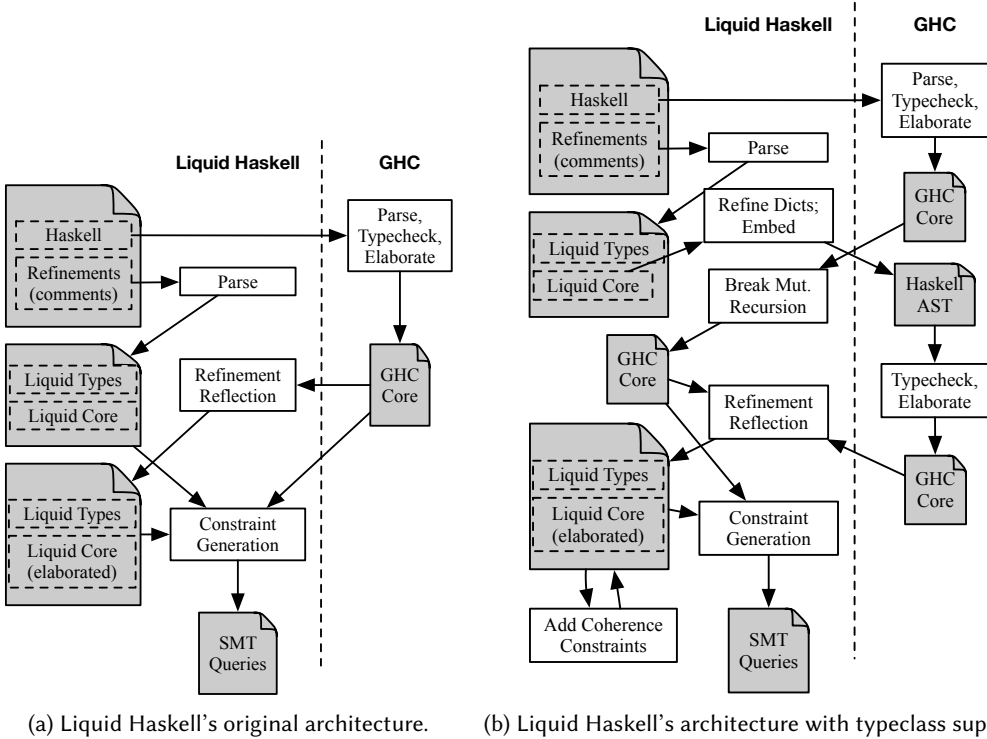 Liquid Haskell
GHC
Haskell
Refinements
(comments)
Parse
Parse,
Typecheck,
Elaborate
Liquid Types
Liquid Core
Refinement
Reflection
GHC
Core
Liquid Types
Liquid Core
(elaborated)
Constraint
Generation
SMT
Queries
(a) Liquid Haskell's original architecture.
Liquid Haskell
GHC
Haskell
Refinements
(comments)
Parse
Parse,
Typecheck,
Elaborate
Liquid Types
Liquid Core
Refine Dicts;
Embed
GHC
Core
Break Mut.
Recursion
Haskell
AST
GHC
Core
Refinement
Reflection
Typecheck,
Elaborate
Liquid Types
Liquid Core
(elaborated)
Constraint
Generation
GHC
Core
Add Coherence
Constraints
SMT
Queries
(b) Liquid Haskell's architecture with typeclass sup